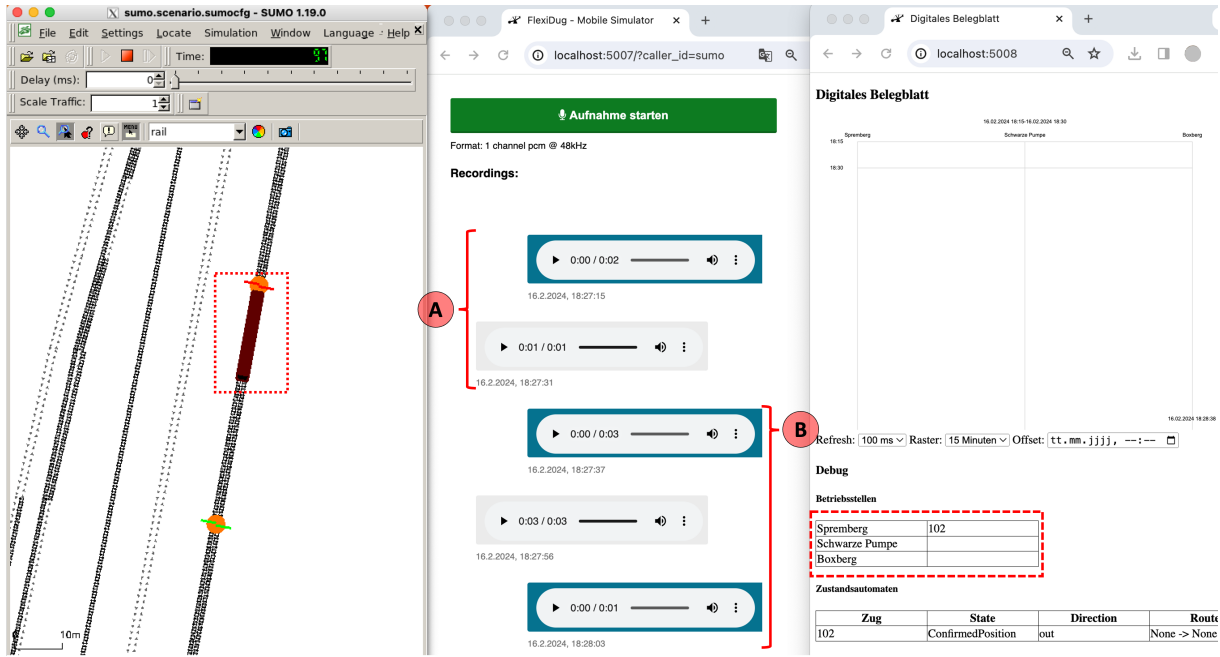 sumo.scenario.sumocfg - SUMO 1.19.0
File Edit Settings Locate Simulation Window Language Help
Time: 97
Delay (ms): 0
Scale Traffic: 1
MENU
rail
10m
FlexiDug - Mobile Simulator
localhost:5007/?caller_id=sumo
Aufnahme starten
Format: 1 channel pcm @ 48kHz
Recordings:
A
0:00 / 0:02
16.2.2024, 18:27:15
0:01 / 0:01
16.2.2024, 18:27:31
B
0:00 / 0:03
16.2.2024, 18:27:37
0:03 / 0:03
16.2.2024, 18:27:56
0:00 / 0:01
16.2.2024, 18:28:03
Digitales Belegblatt
localhost:5008
Digitales Belegblatt
16.02.2024 18:15-16.02.2024 18:30
Spremberg Schwarze Pumpe Boxberg
18:15
18:30
16.02.2024 18:28:38
Refresh: 100 ms Raster: 15 Minuten Offset: tt.mm.jjjj, --:--
Debug
Betriebsstellen
Spremberg 102
Schwarze Pumpe
Boxberg
Zustandsautomaten
Zug State Direction Route
102 ConfirmedPosition out None -> None